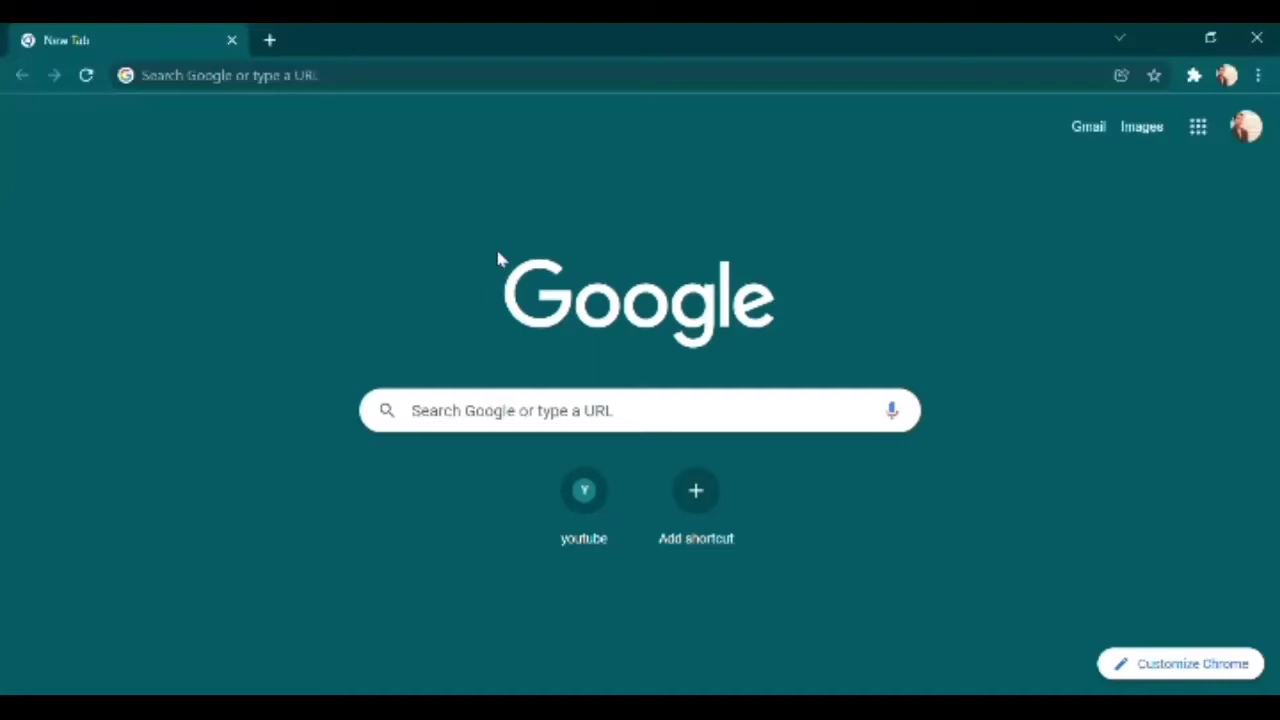 New Tab
Search Google or type a URL
Gmail Images
Google
Search Google or type a URL
Y
youtube Add shortcut
Customize Chrome